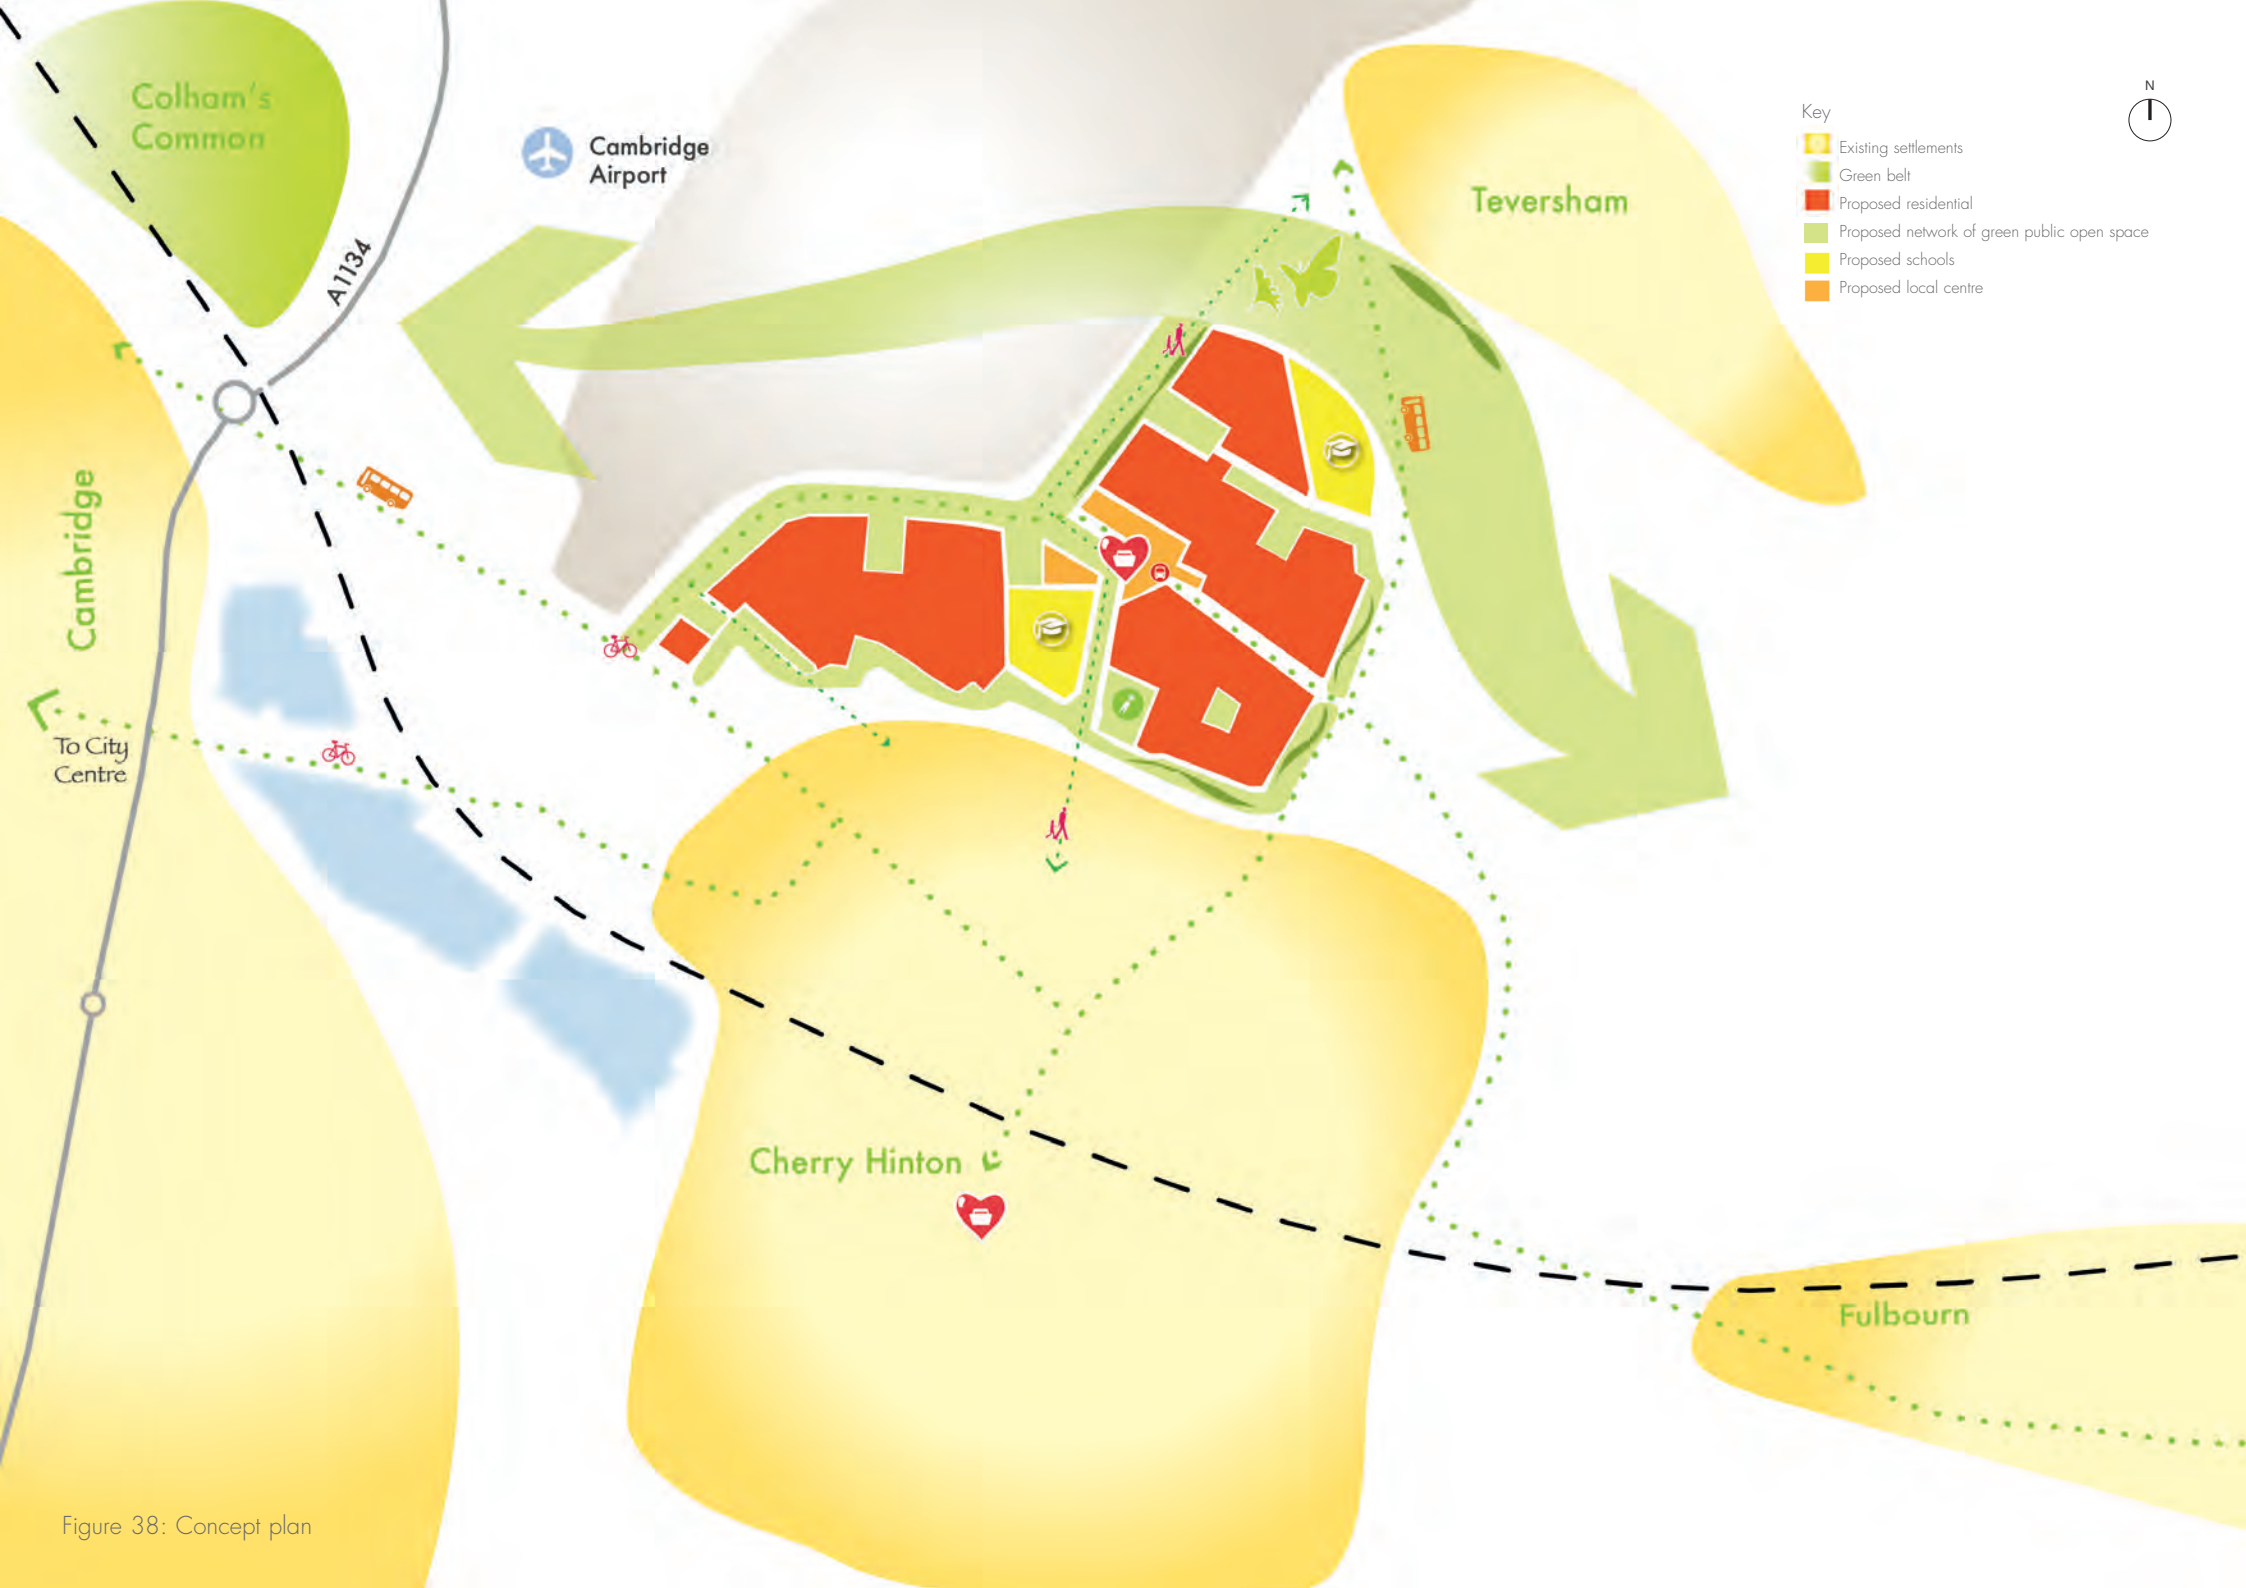 Colham's
Common
Cambridge
Airport
A1134
Teversham
N
Key
Existing settlements
Green belt
Proposed residential
Proposed network of green public open space
Proposed schools
Proposed local centre
Cambridge
To City
Centre
Cherry Hinton
Fulbourn
Figure 38: Concept plan